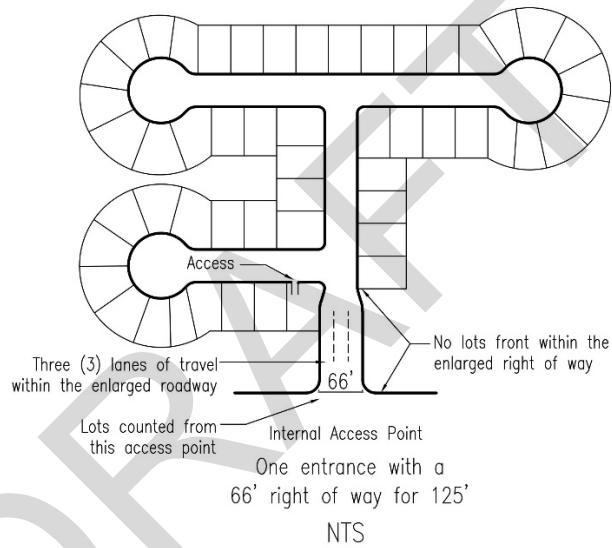 Access
Three (3) lanes of travel
within the enlarged roadway
No lots front within the
enlarged right of way
66'
Lots counted from
this access point
Internal Access Point
One entrance with a
66' right of way for 125'
NTS
DRAFT